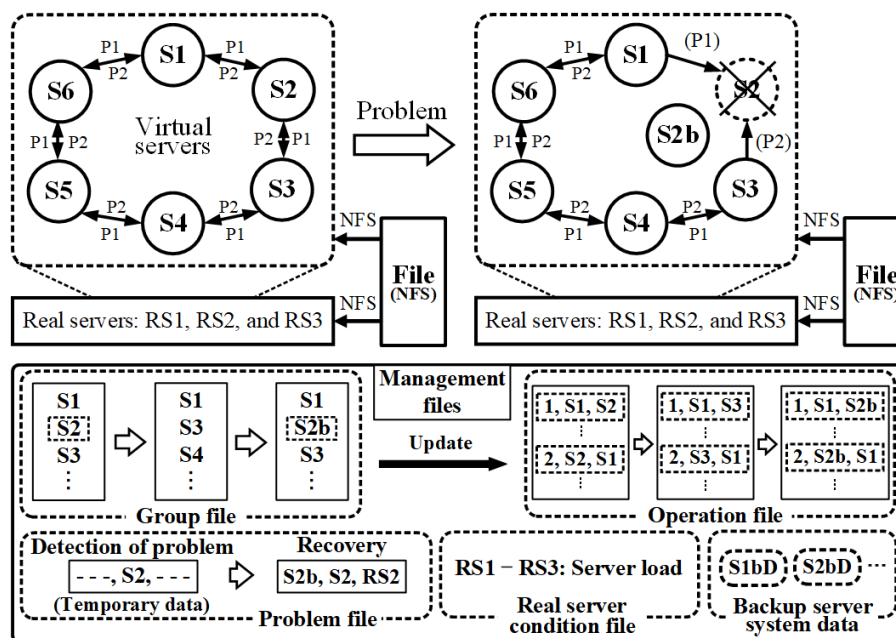 P1 S1 P1
P2 P2
S6 S2
Virtual
servers
P1 P2
P2 P1
S5 S3
P2 P2
P1 S4 P1
Problem
NFS
File
(NFS)
NFS
Real servers: RS1, RS2, and RS3
P1 S1 (P1)
P2
S6 S2
S2b
P1 P2
(P2)
S5 S3
P2 P2
P1 S4 P1
NFS
File
(NFS)
NFS
Real servers: RS1, RS2, and RS3
Management
files
S1
S2
S3
⋮
S1
S3
S4
⋮
S1
S2b
S3
⋮
Group file
Update
1, S1, S2
⋮
2, S2, S1
⋮
1, S1, S3
⋮
2, S3, S1
⋮
1, S1, S2b
⋮
2, S2b, S1
⋮
Operation file
Detection of problem
- - -, S2, - - -
(Temporary data)
Recovery
S2b, S2, RS2
Problem file
RS1 − RS3: Server load
Real server
condition file
S1bD S2bD ···
Backup server
system data